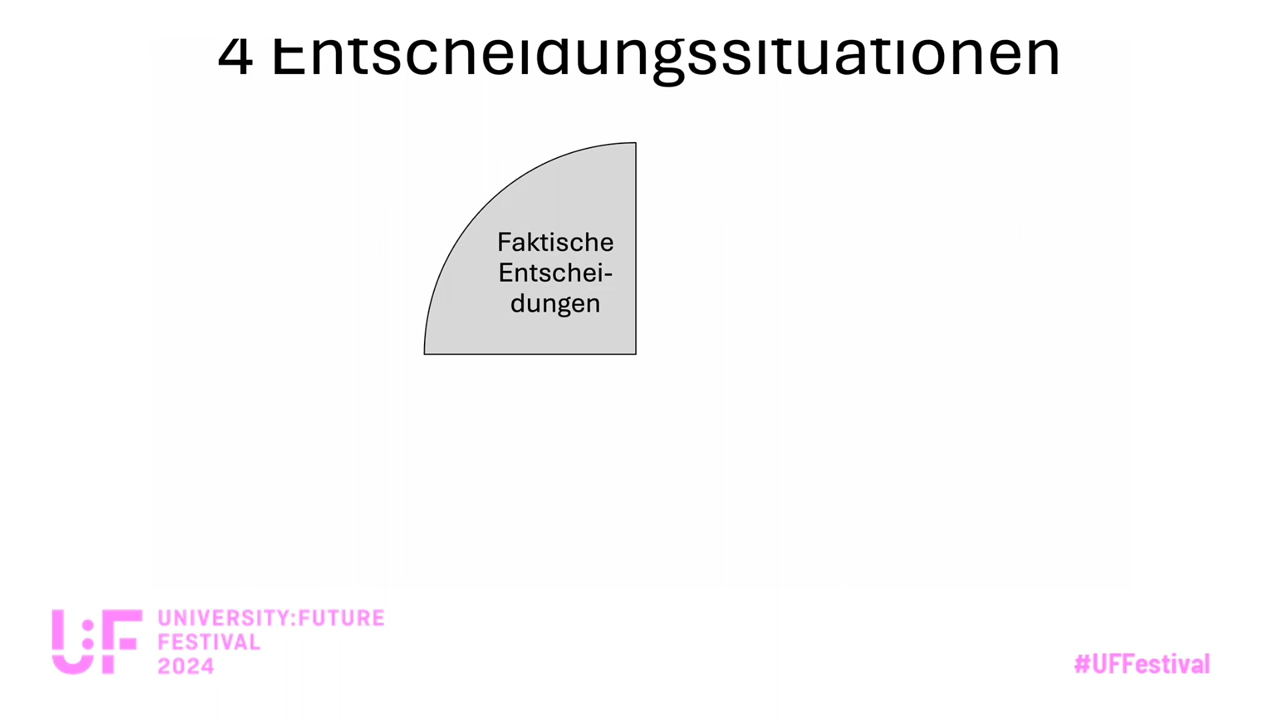 4 Entscheidungssituationen
Faktische
Entschei-
dungen
U:F
UNIVERSITY:FUTURE
FESTIVAL
2024
#UFFestival